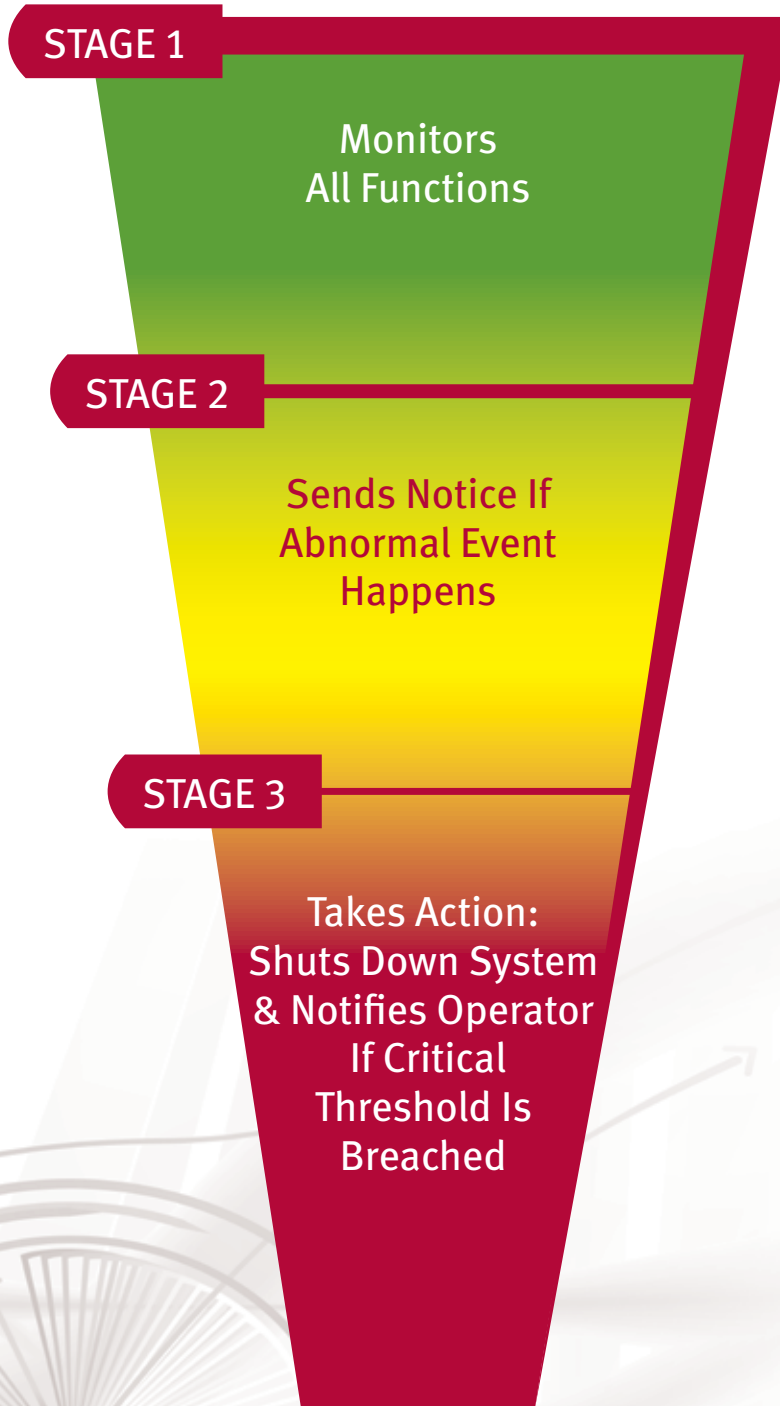 STAGE 1
Monitors
All Functions
STAGE 2
Sends Notice If
Abnormal Event
Happens
STAGE 3
Takes Action:
Shuts Down System
& Notifies Operator
If Critical
Threshold Is
Breached